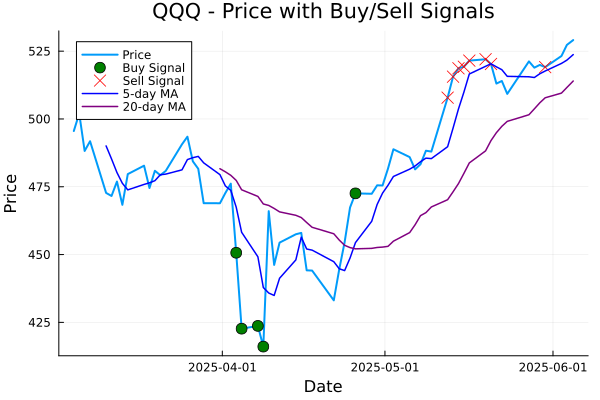 QQQ - Price with Buy/Sell Signals
Price
Buy Signal
Sell Signal
5-day MA
20-day MA
525
500
475
450
425
Price
2025-04-01
2025-05-01
2025-06-01
Date